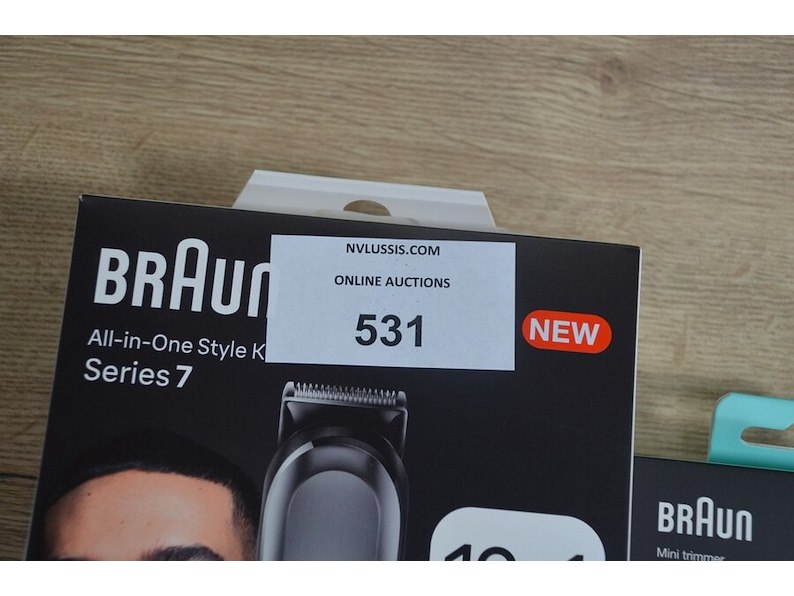 BRAUN
NVLUSSIS.COM
ONLINE AUCTIONS
531
NEW
All-in-One Style K
Series 7
BRAUN
Mini trimmer